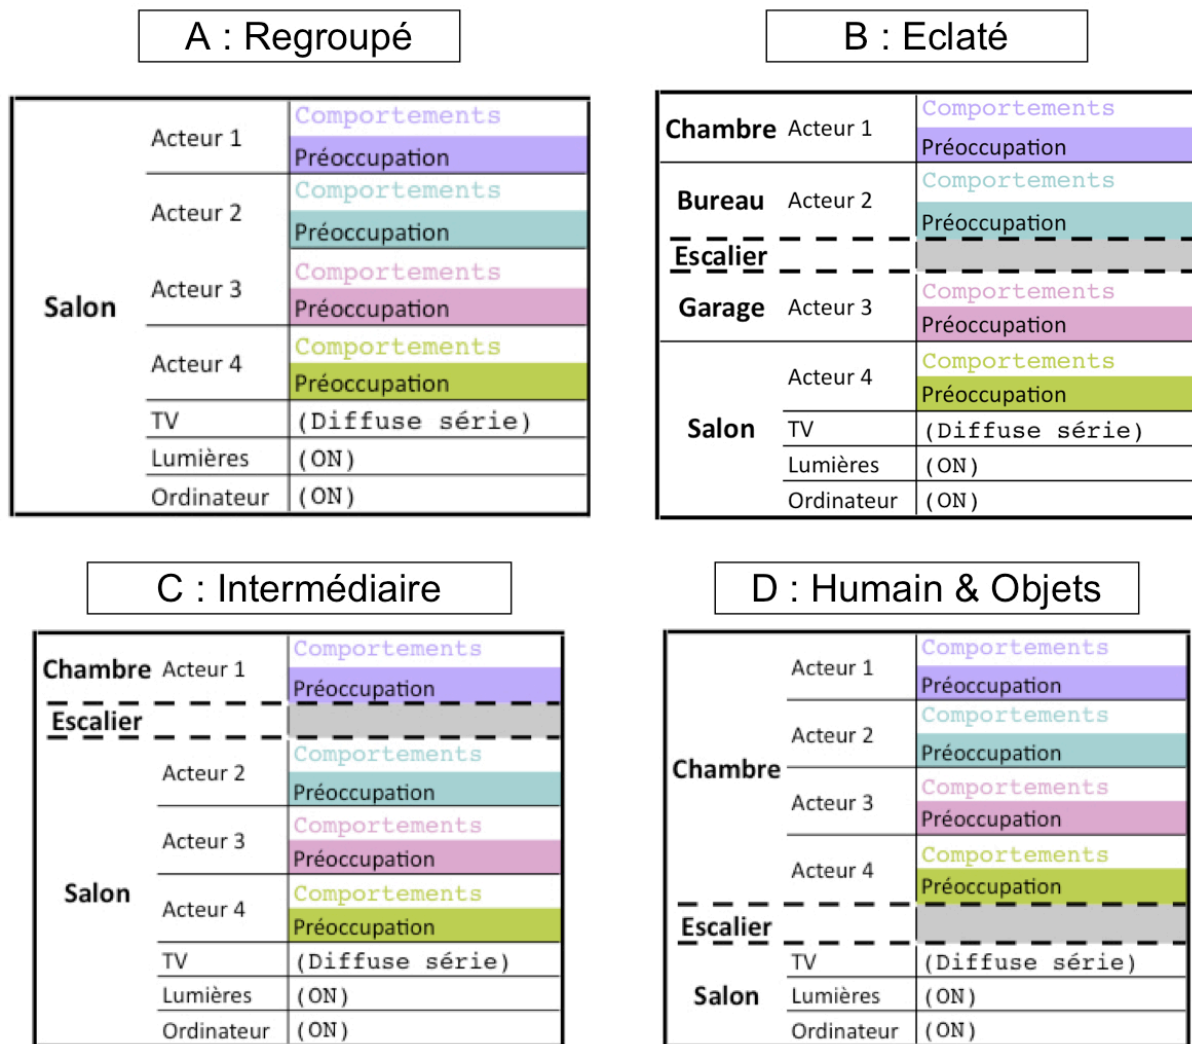 A : Regroupé
Comportements
Acteur 1
Préoccupation
Comportements
Acteur 2
Préoccupation
Comportements
Acteur 3
Salon
Préoccupation
Comportements
Acteur 4
Préoccupation
TV (Diffuse série)
Lumières (ON)
Ordinateur (ON)
B : Eclaté
Comportements
Chambre Acteur 1
Préoccupation
Comportements
Bureau Acteur 2
Préoccupation
Escalier
Comportements
Garage Acteur 3
Préoccupation
Comportements
Acteur 4
Préoccupation
Salon TV (Diffuse série)
Lumières (ON)
Ordinateur (ON)
C : Intermédiaire
Comportements
Chambre Acteur 1
Préoccupation
Escalier
Comportements
Acteur 2
Préoccupation
Comportements
Acteur 3
Préoccupation
Salon
Comportements
Acteur 4
Préoccupation
TV (Diffuse série)
Lumières (ON)
Ordinateur (ON)
D : Humain & Objets
Comportements
Acteur 1
Préoccupation
Comportements
Acteur 2
Préoccupation
Chambre
Comportements
Acteur 3
Préoccupation
Comportements
Acteur 4
Préoccupation
Escalier
TV (Diffuse série)
Salon Lumières (ON)
Ordinateur (ON)